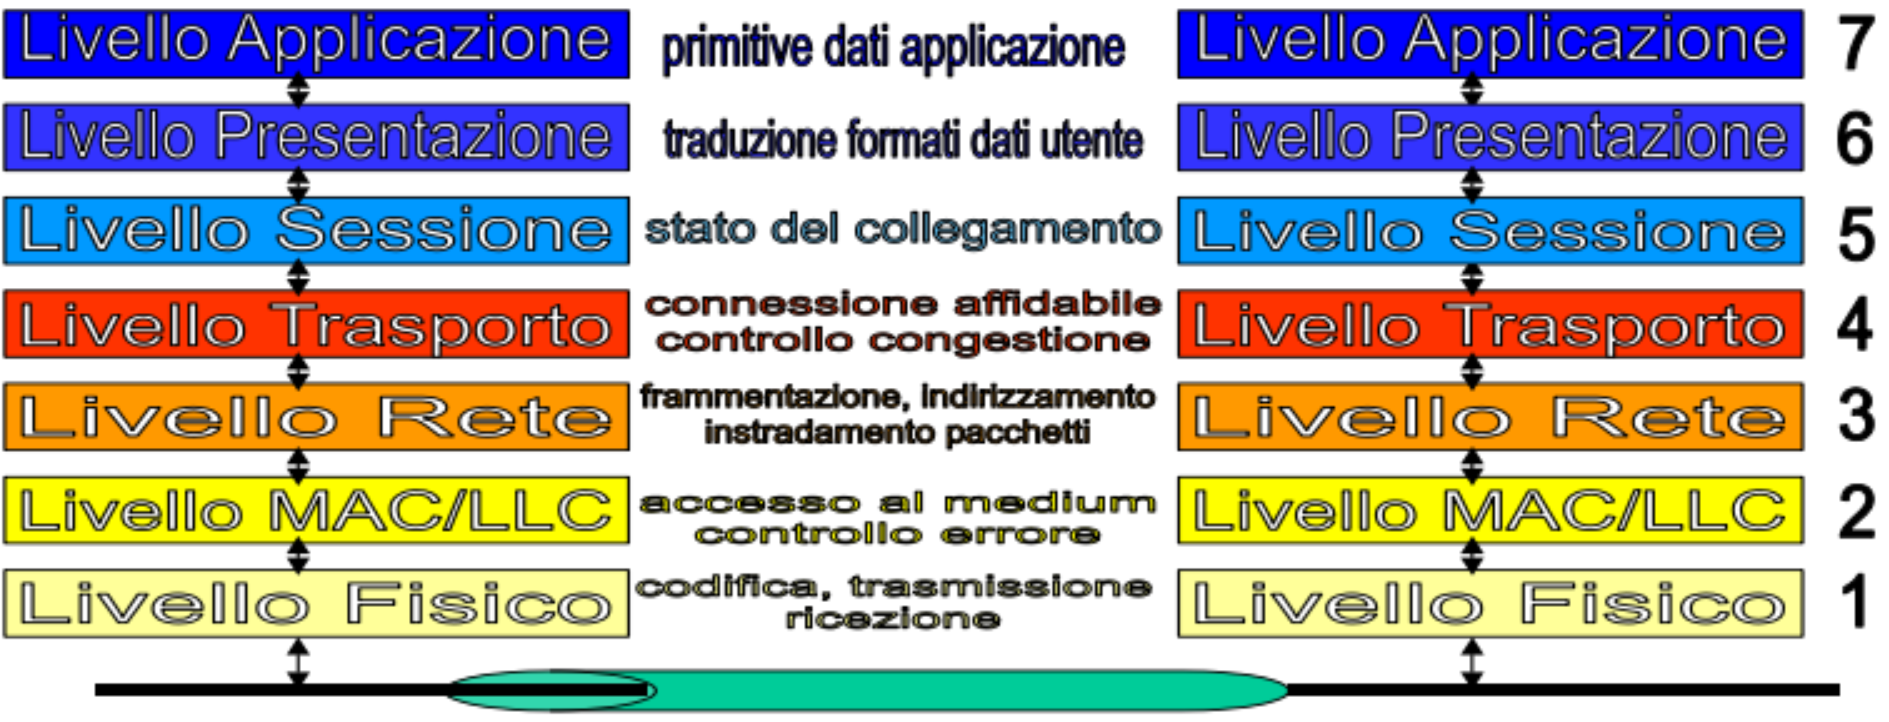 Livello Applicazione primitive dati applicazione Livello Applicazione 7
Livello Presentazione traduzione formati dati utente Livello Presentazione 6
Livello Sessione stato del collegamento Livello Sessione 5
Livello Trasporto connessione affidabile Livello Trasporto 4
controllo congestione
Livello Rete frammentazione, indirizzamento Livello Rete 3
instradamento pacchetti
Livello MAC/LLC accesso al medium Livello MAC/LLC 2
controllo errore
Livello Fisico codifica, trasmissione Livello Fisico 1
ricezione